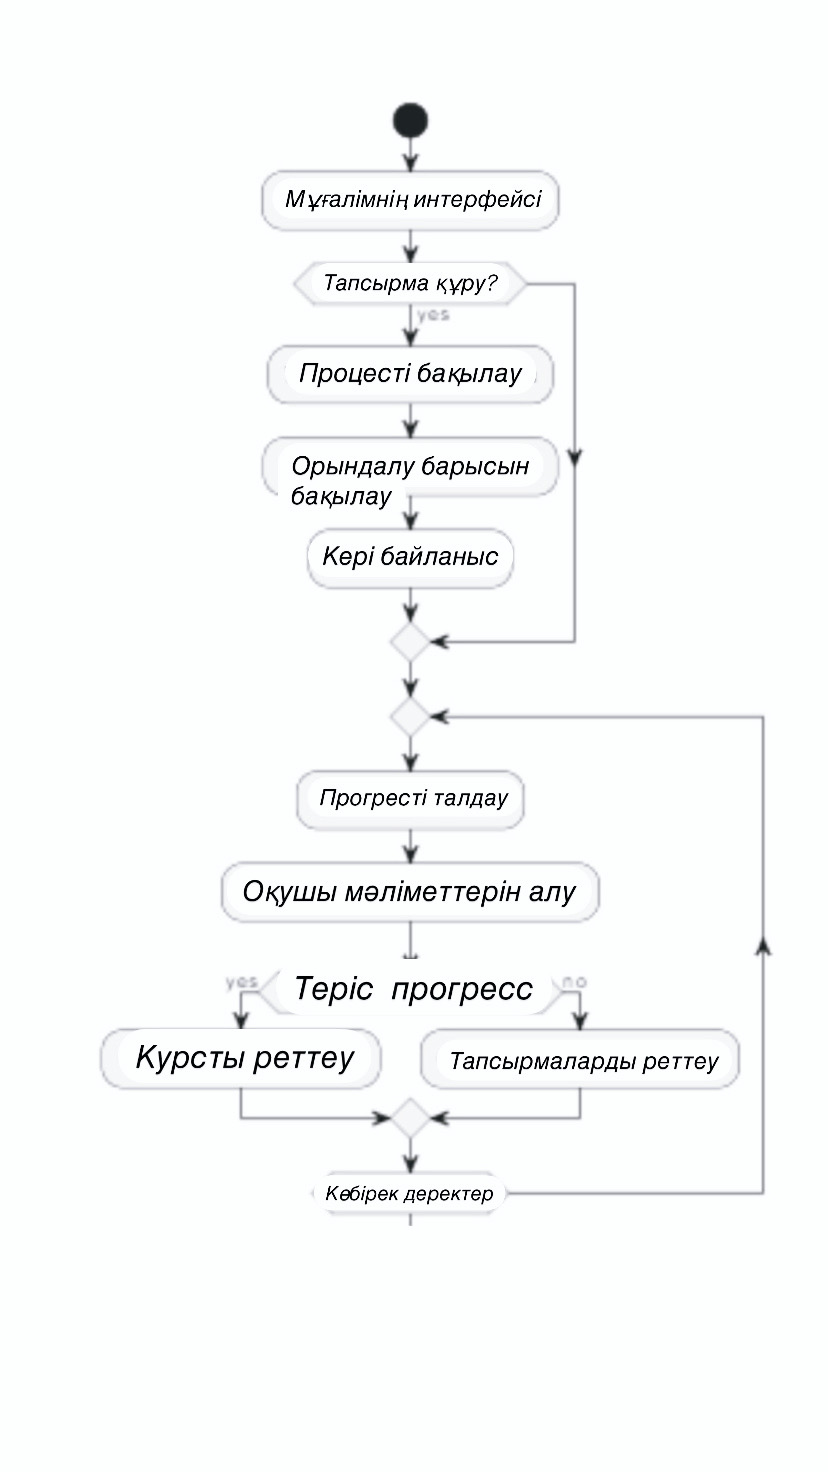 Мұғалімнің интерфейсі
Тапсырма құру?
yes
Процесті бақылау
Орындалу барысын
бақылау
Кері байланыс
Прогресті талдау
Оқушы мәліметтерін алу
yes
Теріс прогресс
no
Курсты реттеу
Тапсырмаларды реттеу
Көбірек деректер